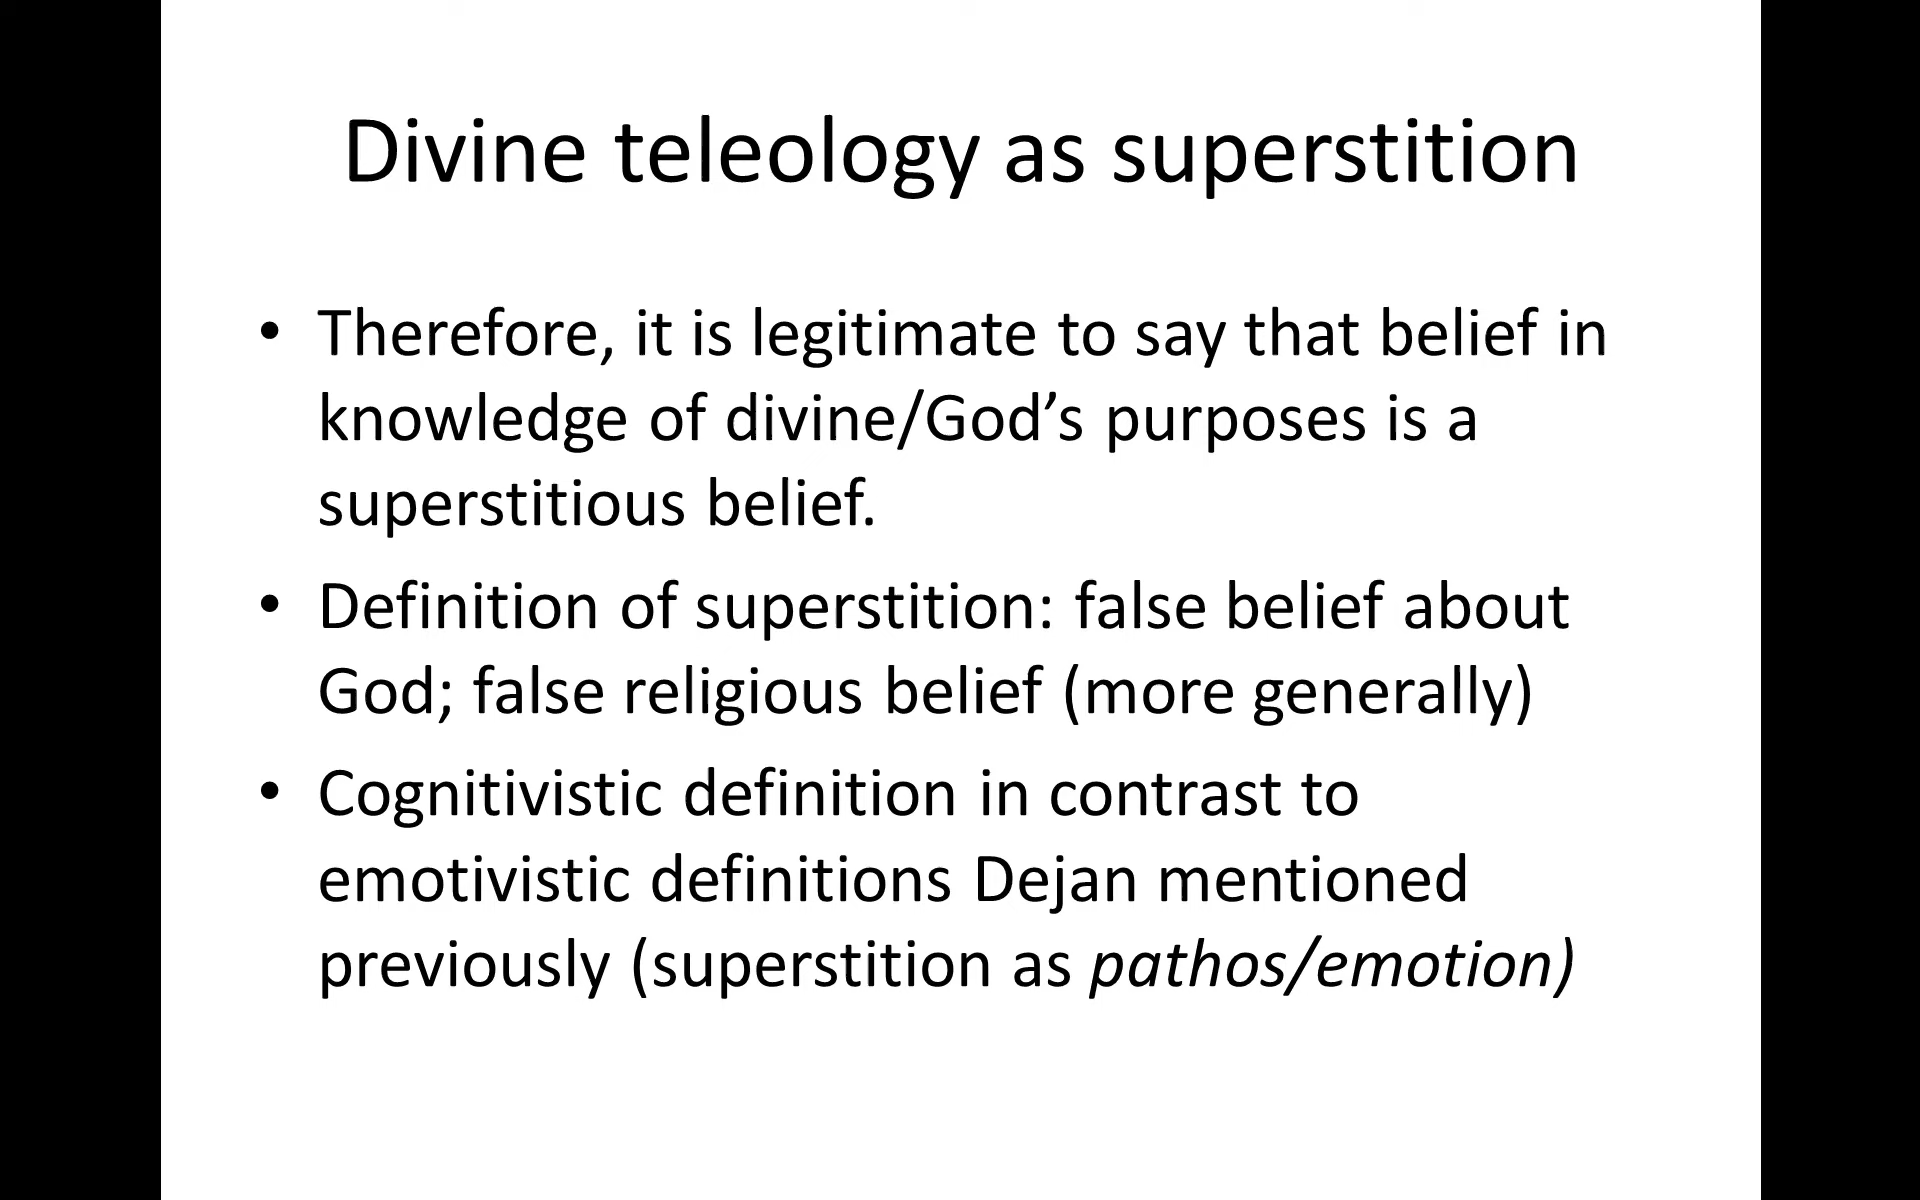 Divine teleology as superstition
• Therefore, it is legitimate to say that belief in
knowledge of divine/God’s purposes is a
superstitious belief.
• Definition of superstition: false belief about
God; false religious belief (more generally)
• Cognitivistic definition in contrast to
emotivistic definitions Dejan mentioned
previously (superstition as pathos/emotion)